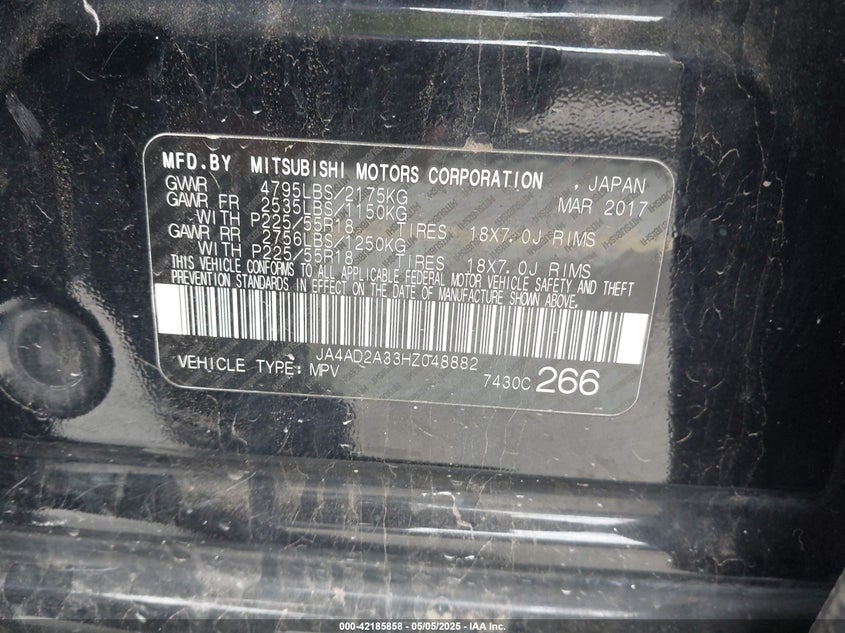 MFD.BY MITSUBISHI MOTORS CORPORATION , JAPAN
GWWR 4795LBS/2175KG MAR 2017
GAWR FR 2535LBS/1150KG
WITH P225/55R18 TIRES 18X7.0J RIMS
GAWR RR 2756LBS/1250KG
WITH P225/55R18 TIRES 18X7.0J RIMS
THIS VEHICLE CONFORMS TO ALL APPLICABLE FEDERAL MOTOR VEHICLE SAFETY AND THEFT
PREVENTION STANDARDS IN EFFECT ON THE DATE OF MANUFACTURE SHOWN ABOVE.
JA4AD2A33HZ048882
VEHICLE TYPE: MPV 7430C 266
000-42185858 - 05/05/2025 - © IAA Inc.